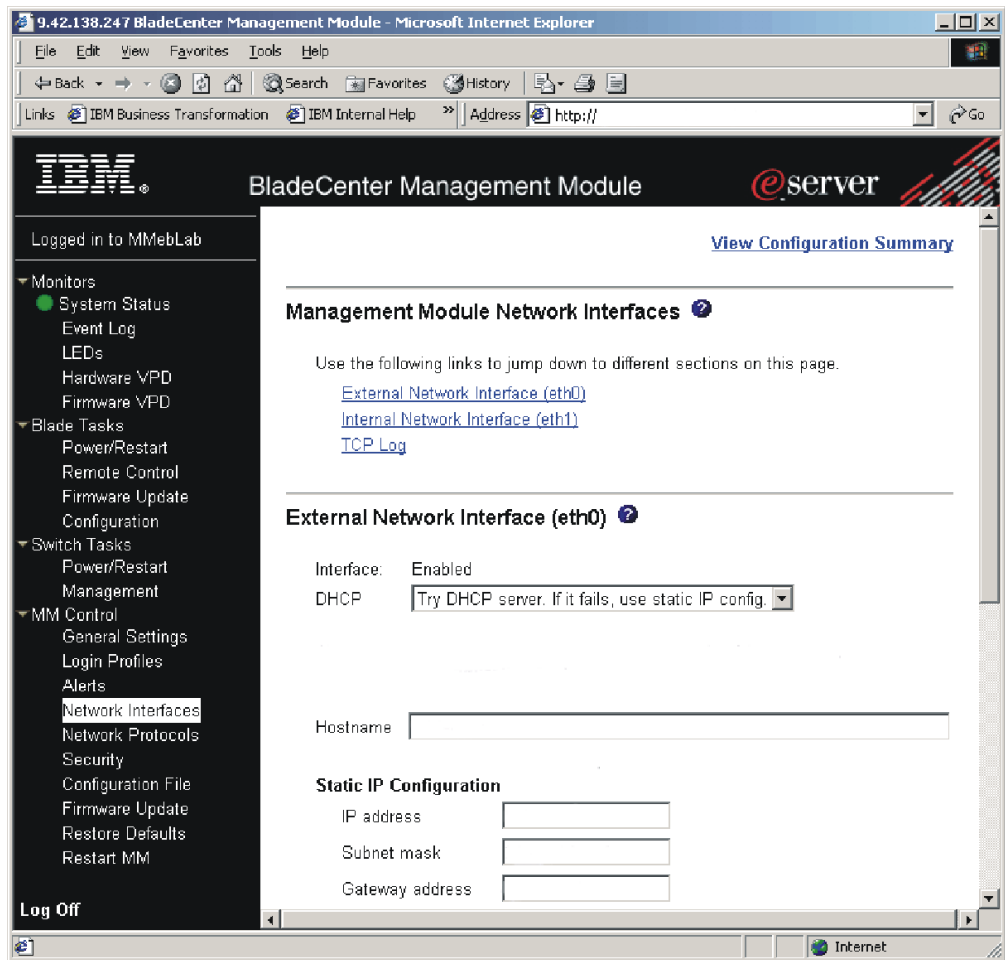 9.42.138.247 BladeCenter Management Module - Microsoft Internet Explorer
File Edit View Favorites Tools Help
Back Search Favorites History
Links IBM Business Transformation IBM Internal Help » Address http:// Go
IBM® BladeCenter Management Module @server
Logged in to MMebLab
Monitors
System Status
Event Log
LEDs
Hardware VPD
Firmware VPD
Blade Tasks
Power/Restart
Remote Control
Firmware Update
Configuration
Switch Tasks
Power/Restart
Management
MM Control
General Settings
Login Profiles
Alerts
Network Interfaces
Network Protocols
Security
Configuration File
Firmware Update
Restore Defaults
Restart MM
Log Off
View Configuration Summary
Management Module Network Interfaces ?
Use the following links to jump down to different sections on this page.
External Network Interface (eth0)
Internal Network Interface (eth1)
TCP Log
External Network Interface (eth0) ?
Interface: Enabled
DHCP Try DHCP server. If it fails, use static IP config.
Hostname
Static IP Configuration
IP address
Subnet mask
Gateway address
Internet